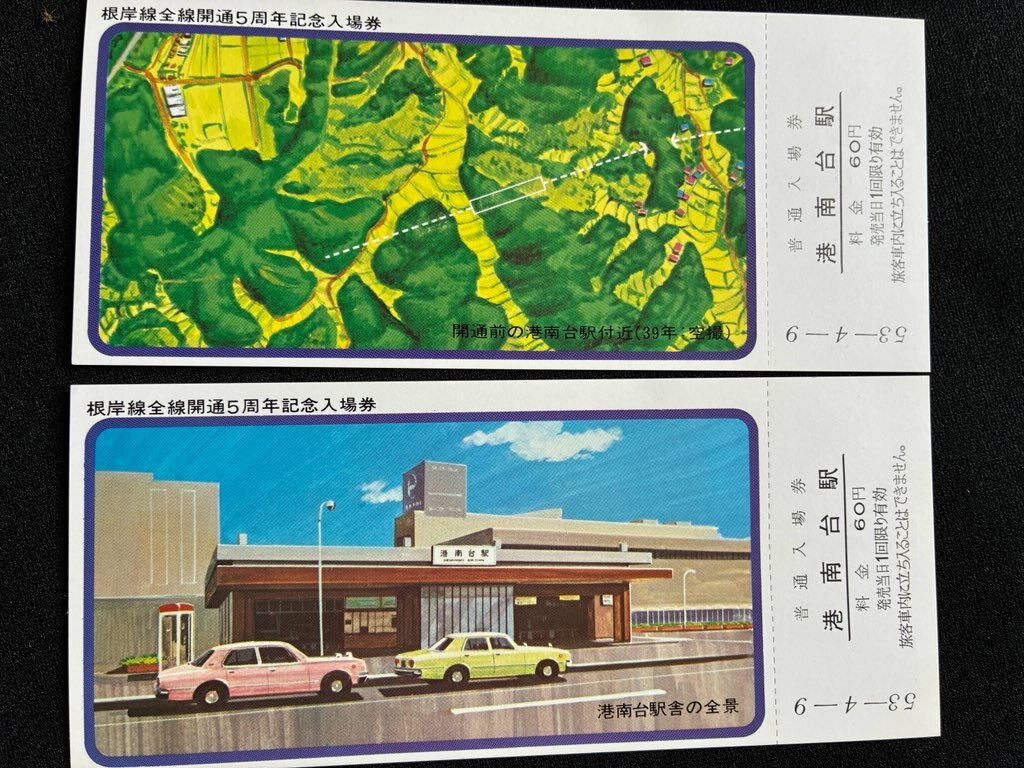 根岸線全線開通5周年記念入場券
開通前の港南台駅付近(39年:空撮)
普通入場券
港南台駅
料金 60円
発売当日1回限り有効
旅客車内に立ち入ることはできません。
53-4-9
根岸線全線開通5周年記念入場券
港南台駅
港南台駅舎の全景
普通入場券
港南台駅
料金 60円
発売当日1回限り有効
旅客車内に立ち入ることはできません。
53-4-9